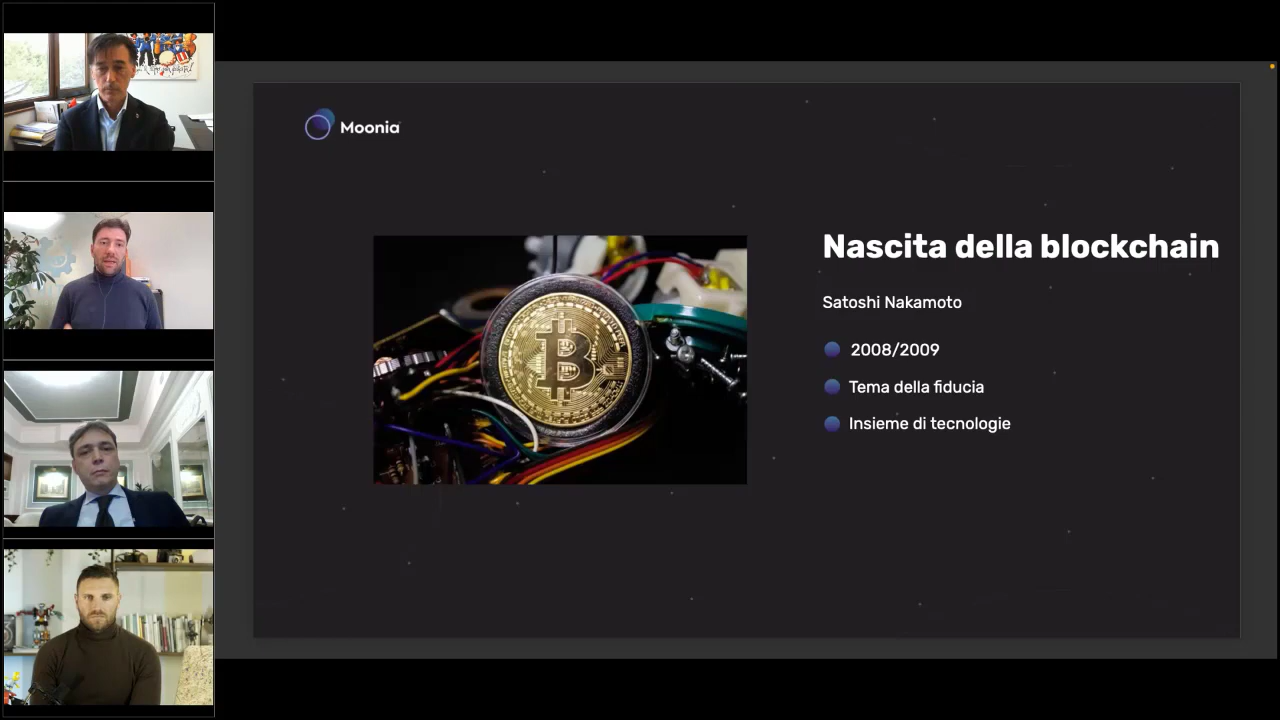 Moonia
Nascita della blockchain
Satoshi Nakamoto
2008/2009
Tema della fiducia
Insieme di tecnologie